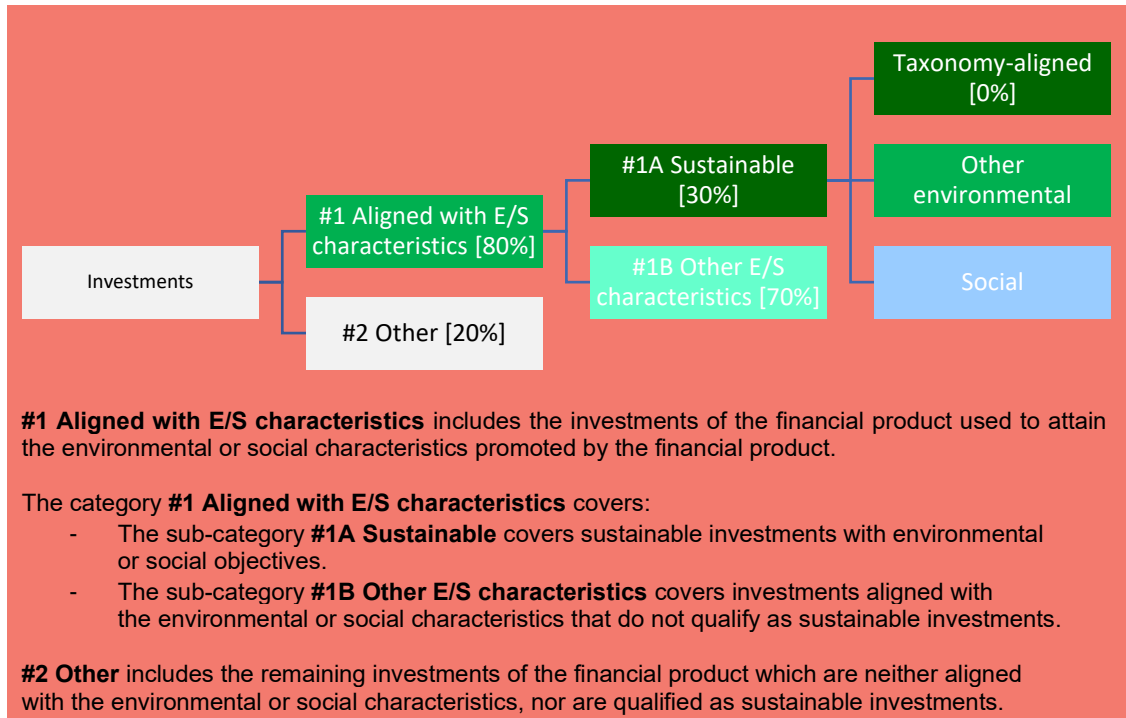 Taxonomy-aligned
[0%]
#1A Sustainable
[30%]
Other
environmental
#1 Aligned with E/S
characteristics [80%]
Investments
#1B Other E/S
characteristics [70%]
Social
#2 Other [20%]
#1 Aligned with E/S characteristics includes the investments of the financial product used to attain
the environmental or social characteristics promoted by the financial product.
The category #1 Aligned with E/S characteristics covers:
- The sub-category #1A Sustainable covers sustainable investments with environmental
or social objectives.
- The sub-category #1B Other E/S characteristics covers investments aligned with
the environmental or social characteristics that do not qualify as sustainable investments.
#2 Other includes the remaining investments of the financial product which are neither aligned
with the environmental or social characteristics, nor are qualified as sustainable investments.